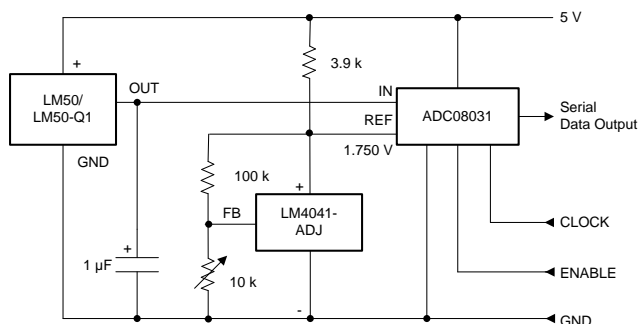 5 V
3.9 k
+
LM50/
LM50-Q1
OUT
IN
ADC08031
Serial
Data Output
REF
1.750 V
GND
100 k
+
FB
LM4041-
ADJ
CLOCK
+
1 µF
10 k
ENABLE
-
GND